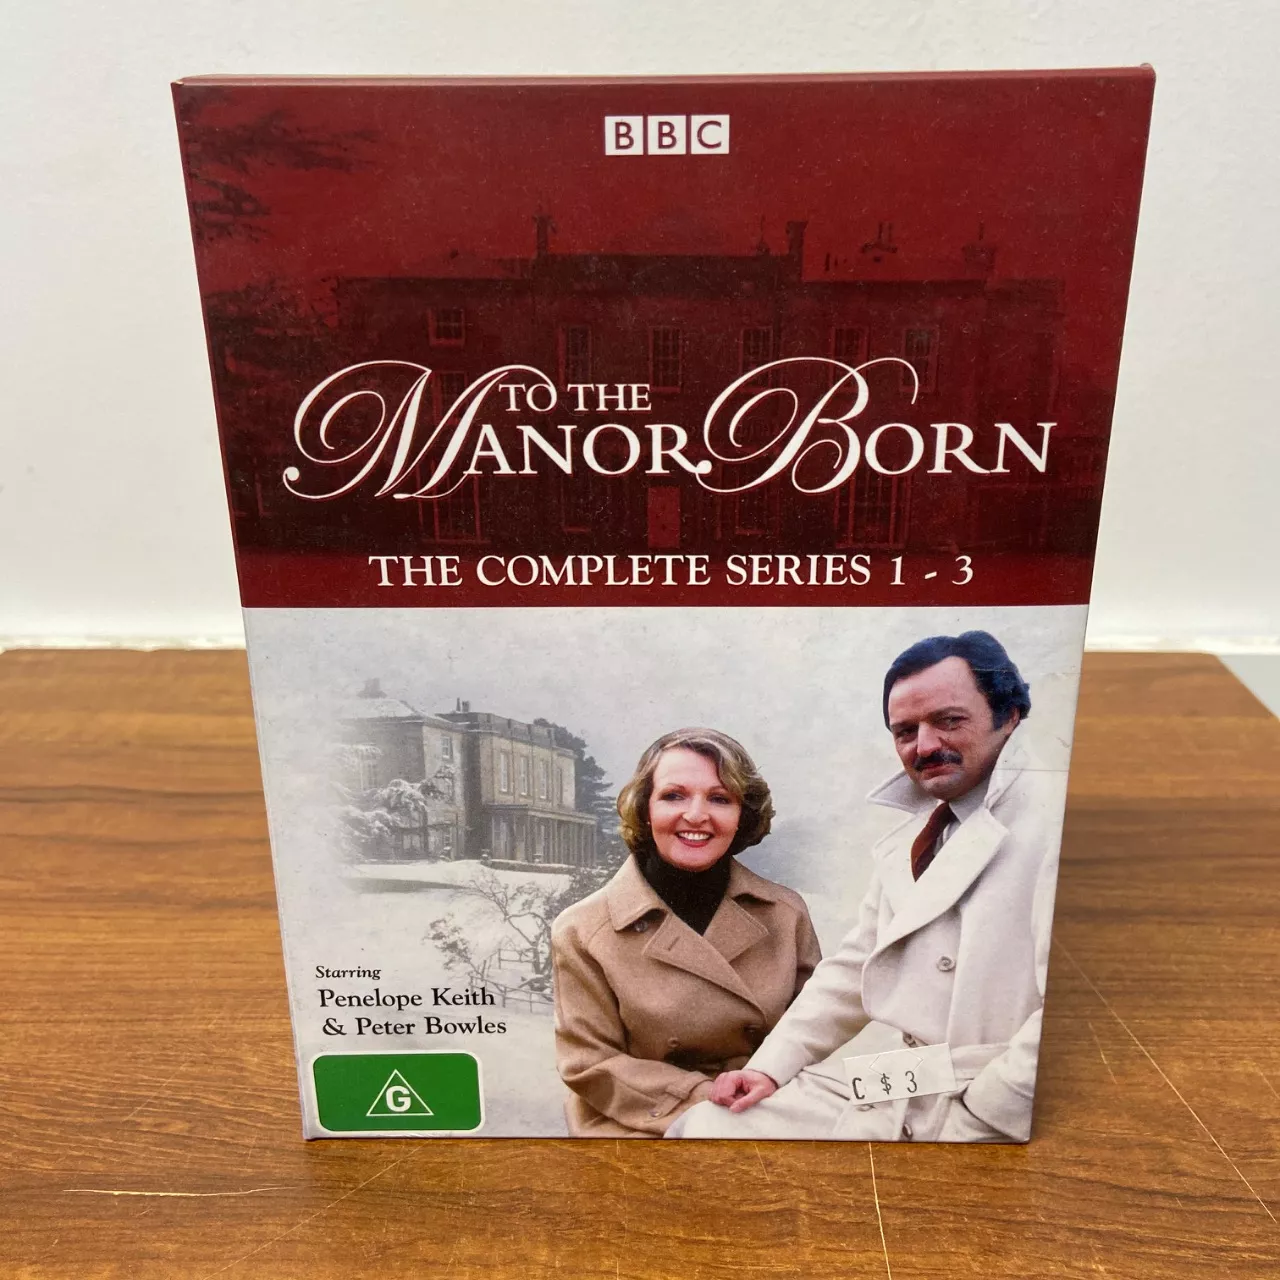 BBC
TO THE
MANOR BORN
THE COMPLETE SERIES 1 - 3
Starring
Penelope Keith
& Peter Bowles
G
C $3